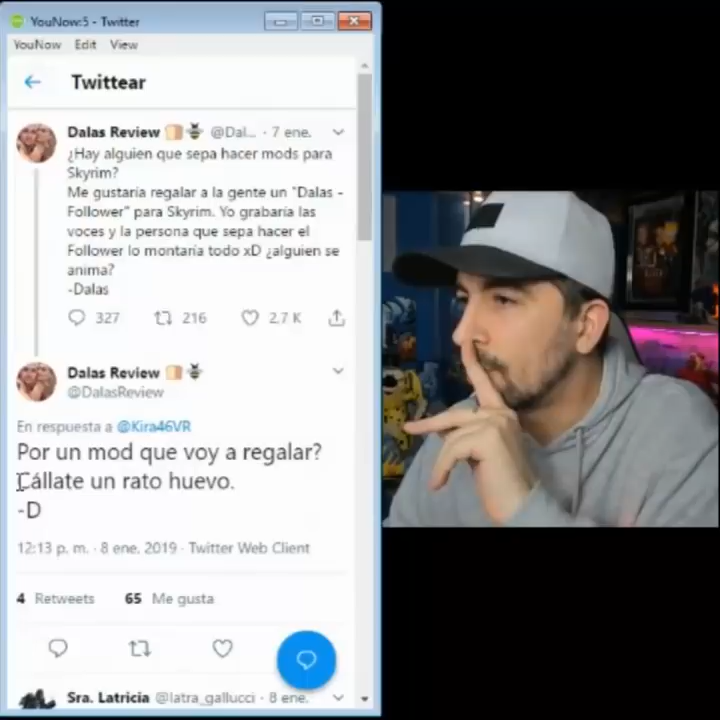 YouNow:5 - Twitter
YouNow Edit View
Twittear
Dalas Review @Dal... · 7 ene.
¿Hay alguien que sepa hacer mods para
Skyrim?
Me gustaría regalar a la gente un "Dalas -
Follower" para Skyrim. Yo grabaría las
voces y la persona que sepa hacer el
Follower lo montaría todo xD ¿alguien se
anima?
-Dalas
327 216 2,7 K
Dalas Review
@DalasReview
En respuesta a @Kira46VR
Por un mod que voy a regalar?
Cállate un rato huevo.
-D
12:13 p. m. · 8 ene. 2019 · Twitter Web Client
4 Retweets 65 Me gusta
Sra. Latricia @latra_gallucci · 8 ene.